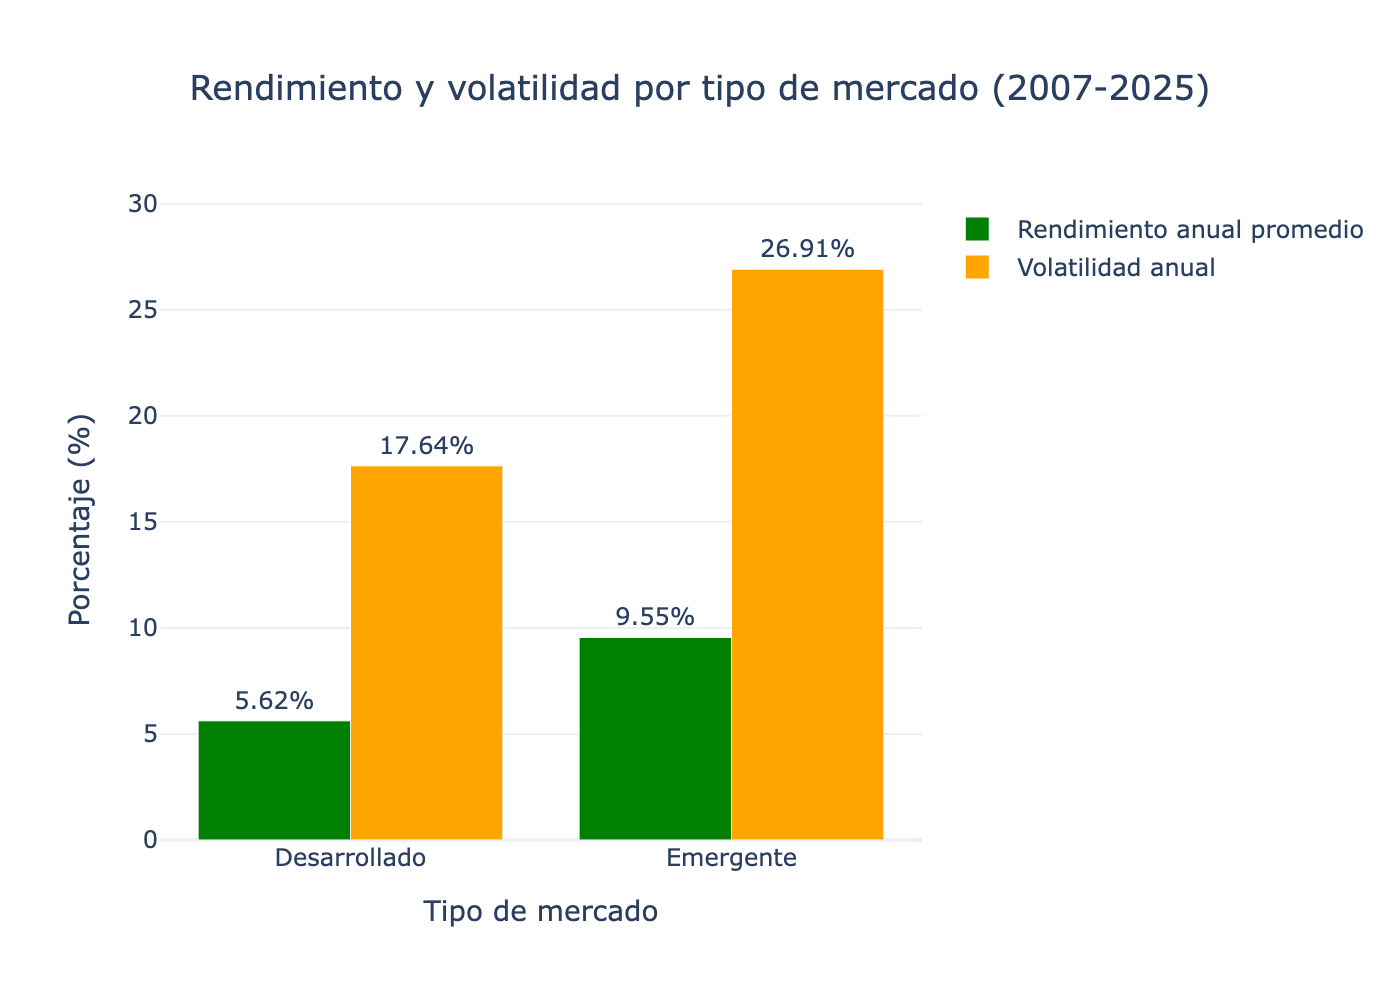 Rendimiento y volatilidad por tipo de mercado (2007-2025)
30
25
20
15
10
5
0
Porcentaje (%)
5.62%
17.64%
9.55%
26.91%
Desarrollado
Emergente
Tipo de mercado
Rendimiento anual promedio
Volatilidad anual